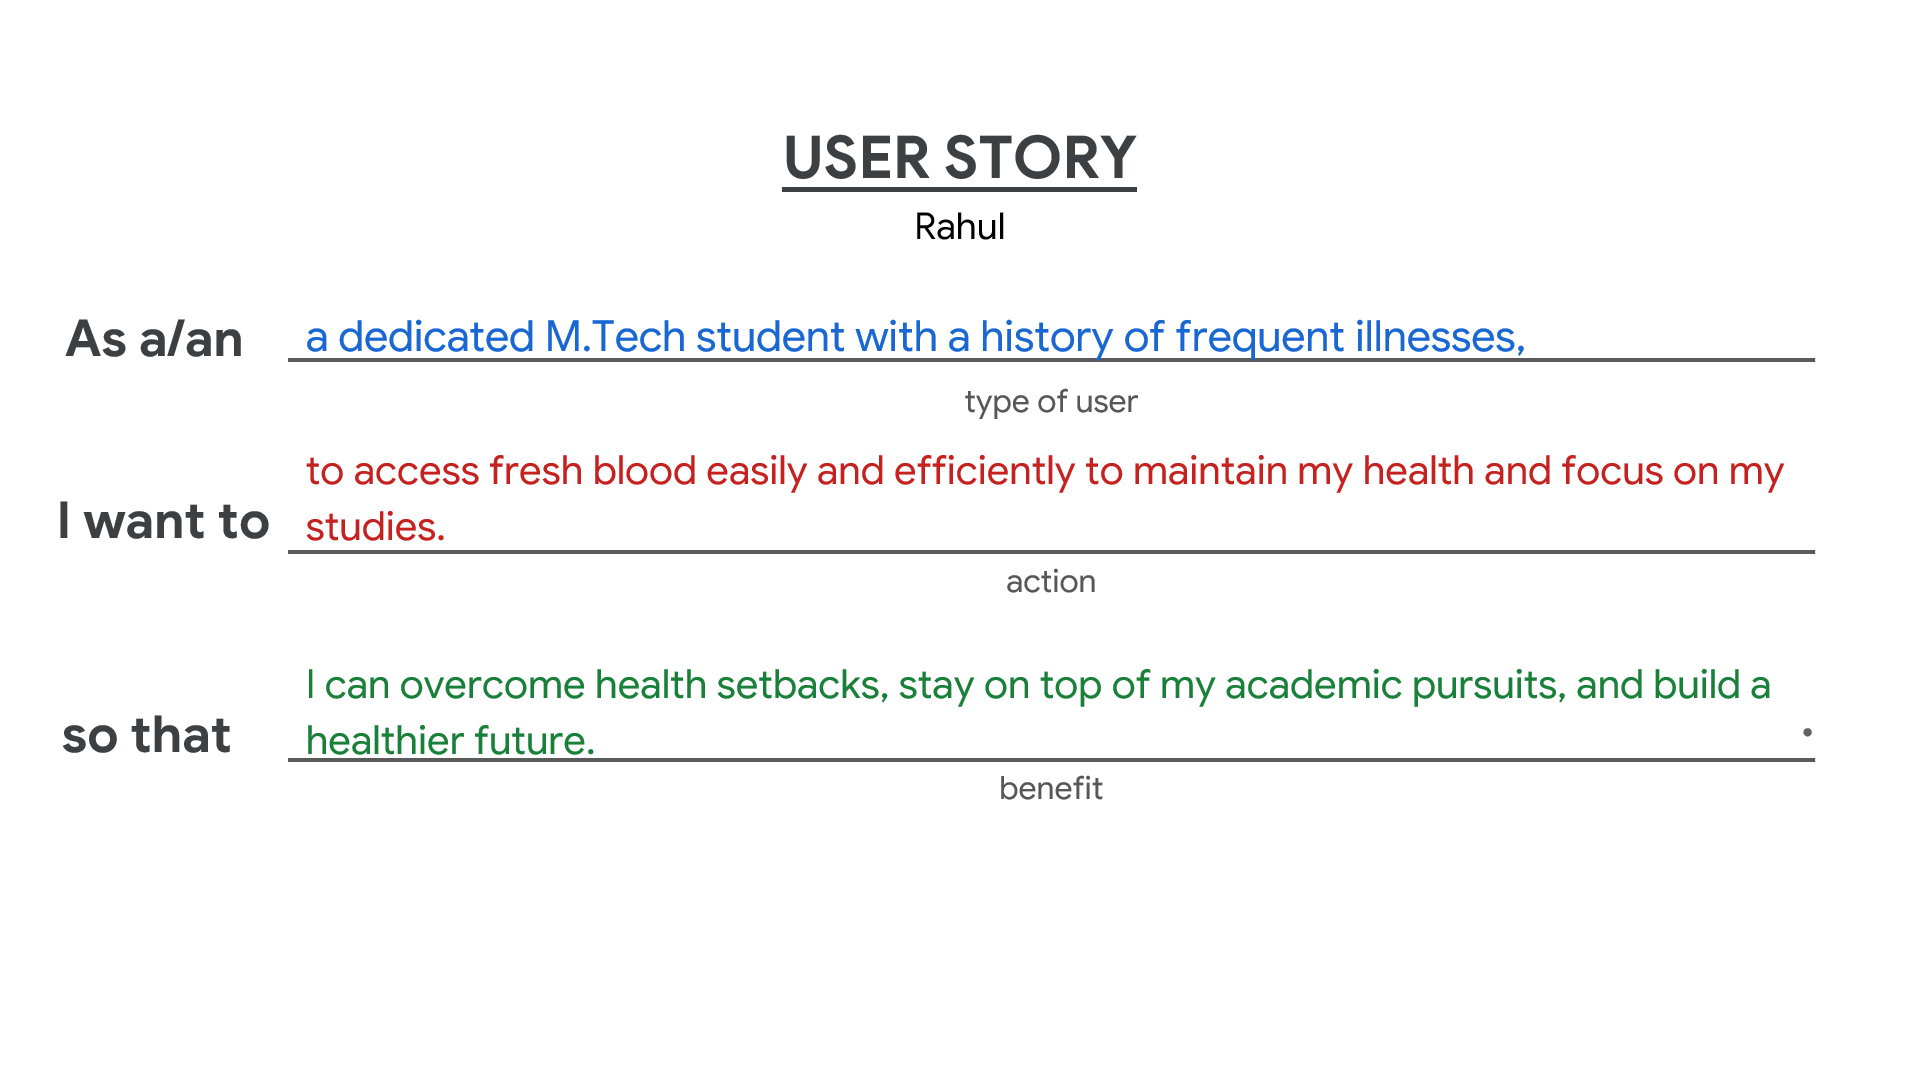 USER STORY
Rahul
As a/an a dedicated M.Tech student with a history of frequent illnesses,
type of user
to access fresh blood easily and efficiently to maintain my health and focus on my
I want to studies.
action
I can overcome health setbacks, stay on top of my academic pursuits, and build a
so that healthier future. .
benefit